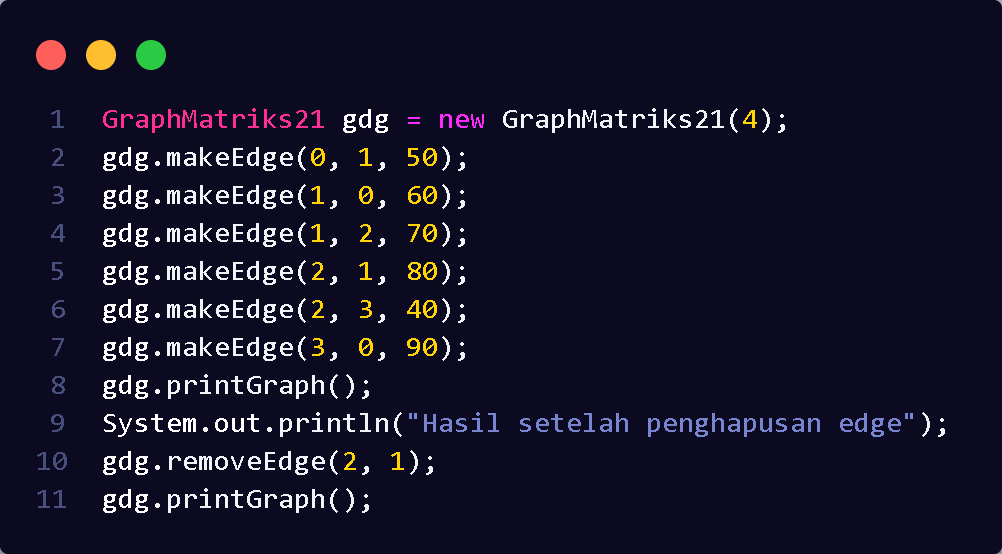 1 GraphMatriks21 gdg = new GraphMatriks21(4);
2 gdg.makeEdge(0, 1, 50);
3 gdg.makeEdge(1, 0, 60);
4 gdg.makeEdge(1, 2, 70);
5 gdg.makeEdge(2, 1, 80);
6 gdg.makeEdge(2, 3, 40);
7 gdg.makeEdge(3, 0, 90);
8 gdg.printGraph();
9 System.out.println("Hasil setelah penghapusan edge");
10 gdg.removeEdge(2, 1);
11 gdg.printGraph();